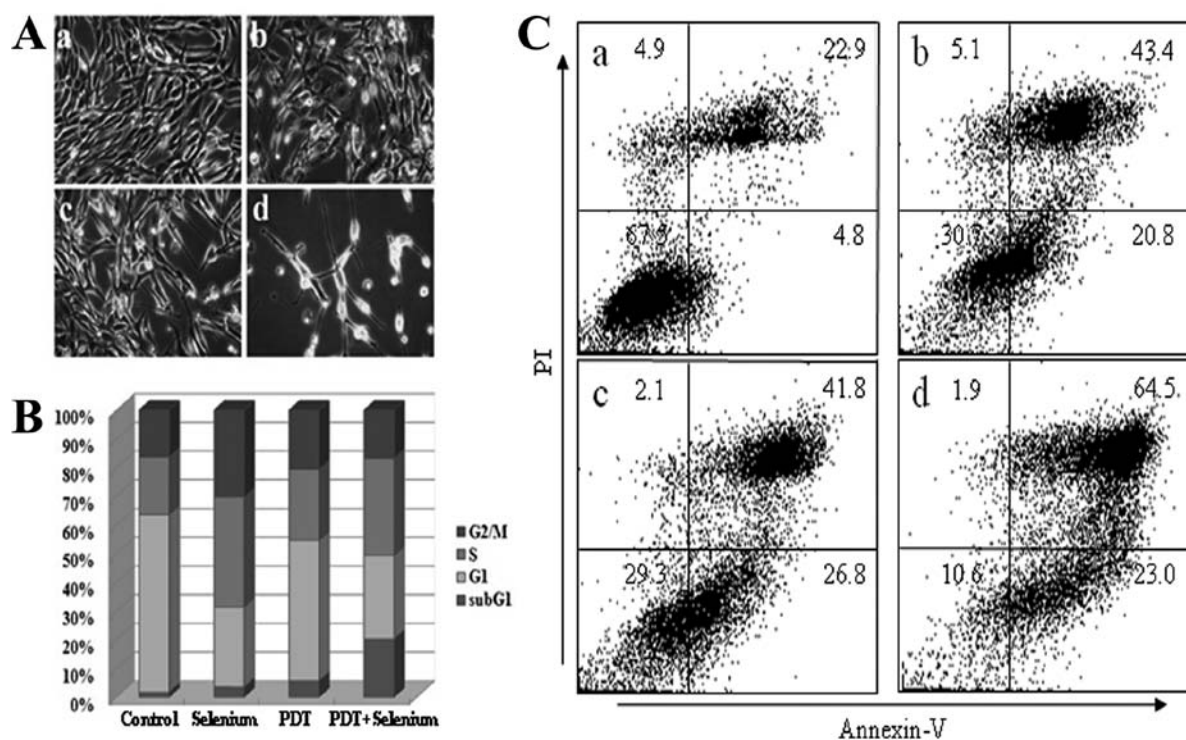 A
a
b
c
d
B
100%
90%
80%
70%
60%
50%
40%
30%
20%
10%
0%
Control
Selenium
PDT
PDT+Selenium
G2/M
S
G1
subG1
C
PI
a
4.9
22.9
4.8
b
5.1
43.4
20.8
c
2.1
41.8
29.3
26.8
d
1.9
64.5
10.6
23.0
Annexin-V